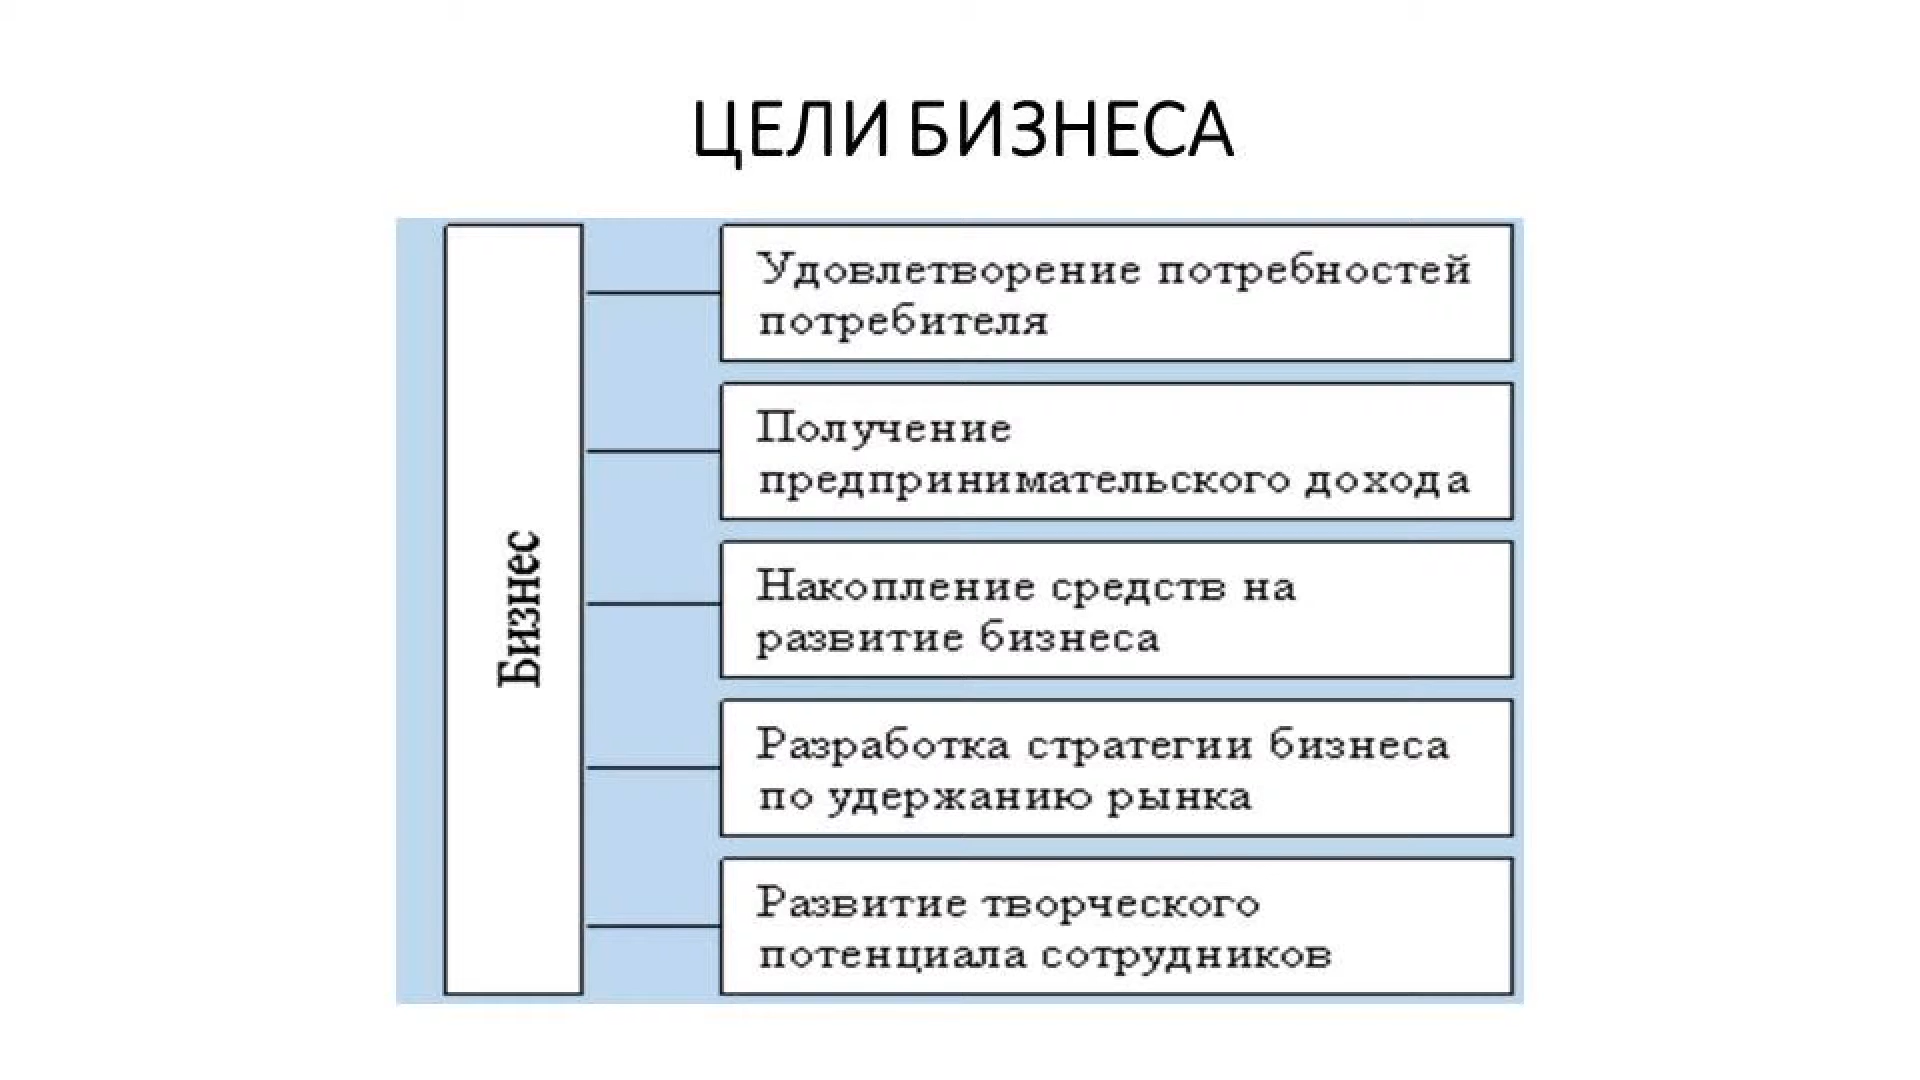 ЦЕЛИ БИЗНЕСА
Бизнес
Удовлетворение потребностей
потребителя
Получение
предпринимательского дохода
Накопление средств на
развитие бизнеса
Разработка стратегии бизнеса
по удержанию рынка
Развитие творческого
потенциала сотрудников